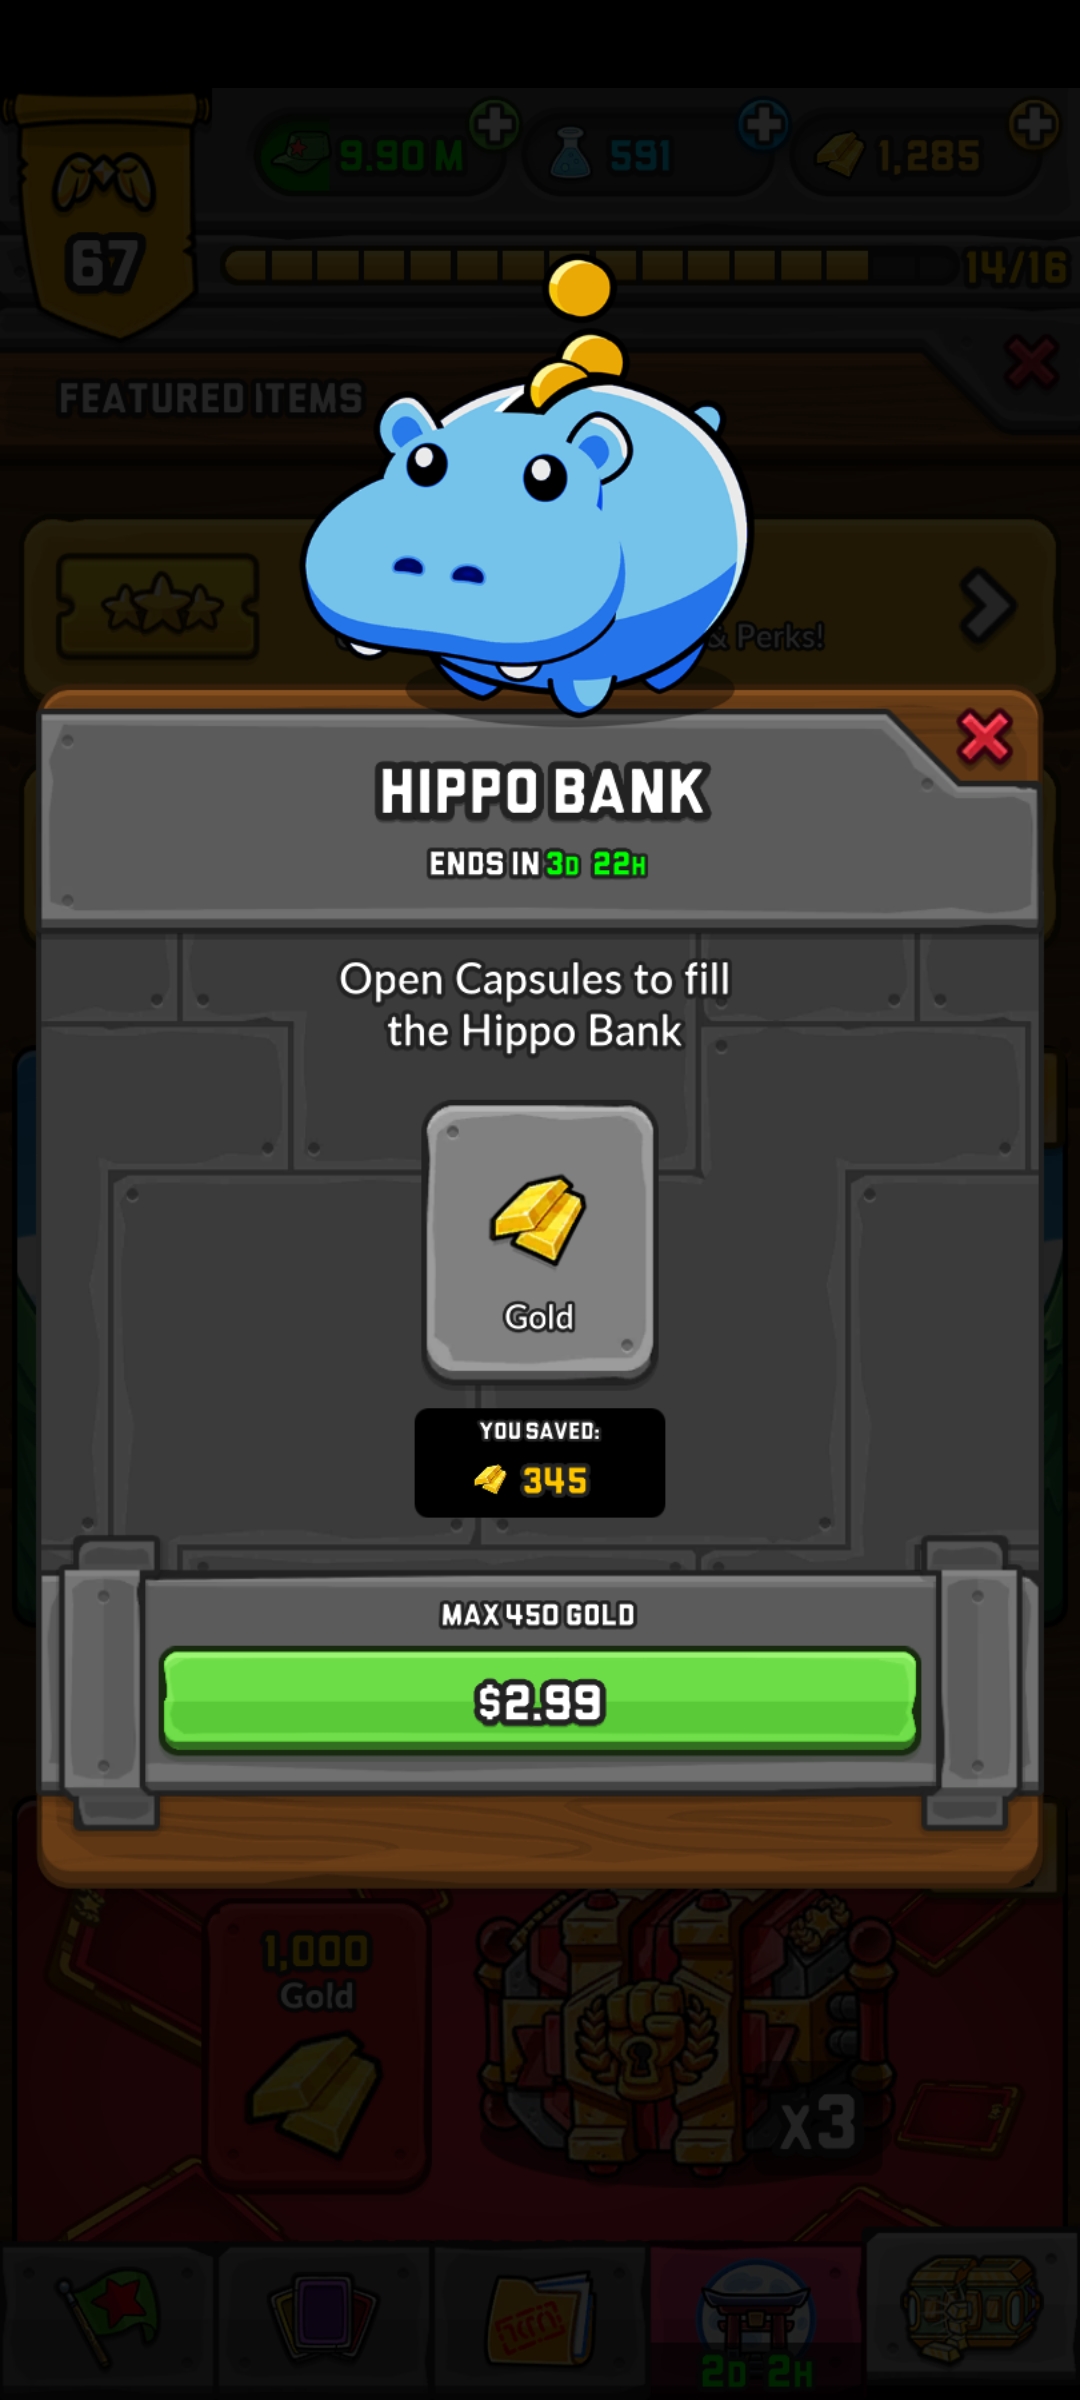 9.90 M
591
1,285
67
14/16
FEATURED ITEMS
& Perks!
HIPPO BANK
ENDS IN 3D 22H
Open Capsules to fill
the Hippo Bank
Gold
YOU SAVED:
345
MAX 450 GOLD
$2.99
1,000
Gold
x3
2D 2H